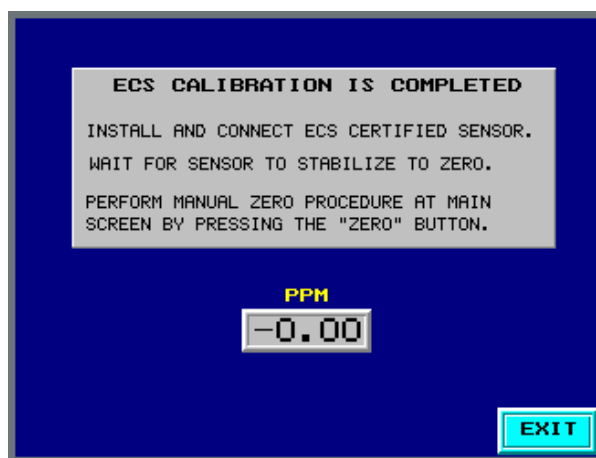 ECS CALIBRATION IS COMPLETED
INSTALL AND CONNECT ECS CERTIFIED SENSOR.
WAIT FOR SENSOR TO STABILIZE TO ZERO.
PERFORM MANUAL ZERO PROCEDURE AT MAIN
SCREEN BY PRESSING THE "ZERO" BUTTON.
PPM
-0.00
EXIT